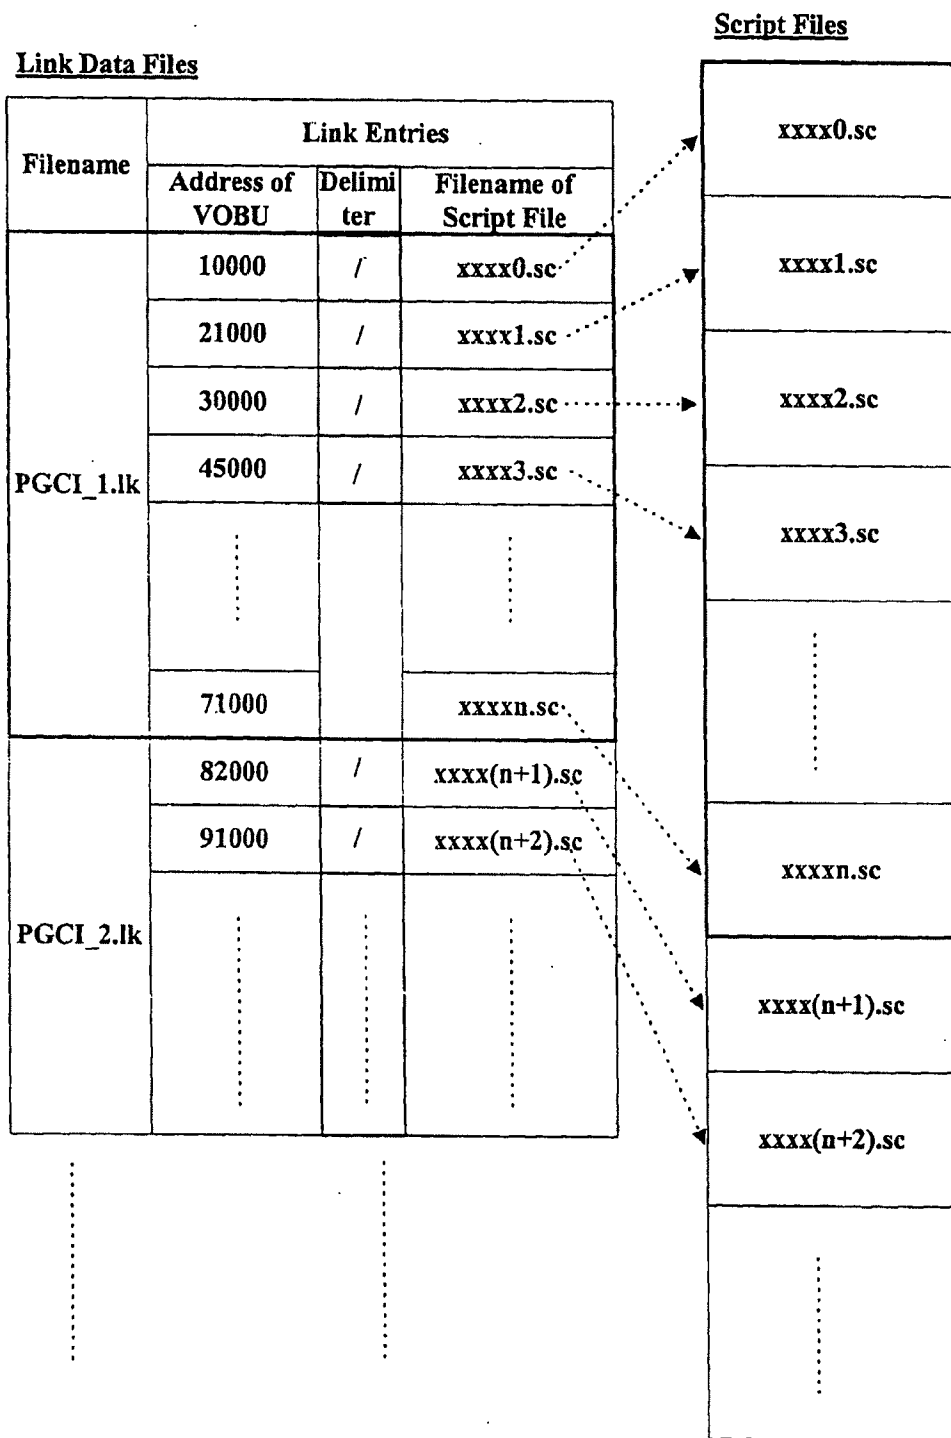 Script Files
Link Data Files
Filename
Link Entries
Address of VOBU
Delimi ter
Filename of Script File
PGCI_1.lk
10000 / xxxx0.sc
21000 / xxxx1.sc
30000 / xxxx2.sc
45000 / xxxx3.sc
71000 xxxxn.sc
PGCI_2.lk
82000 / xxxx(n+1).sc
91000 / xxxx(n+2).sc
xxxx0.sc
xxxx1.sc
xxxx2.sc
xxxx3.sc
xxxxn.sc
xxxx(n+1).sc
xxxx(n+2).sc